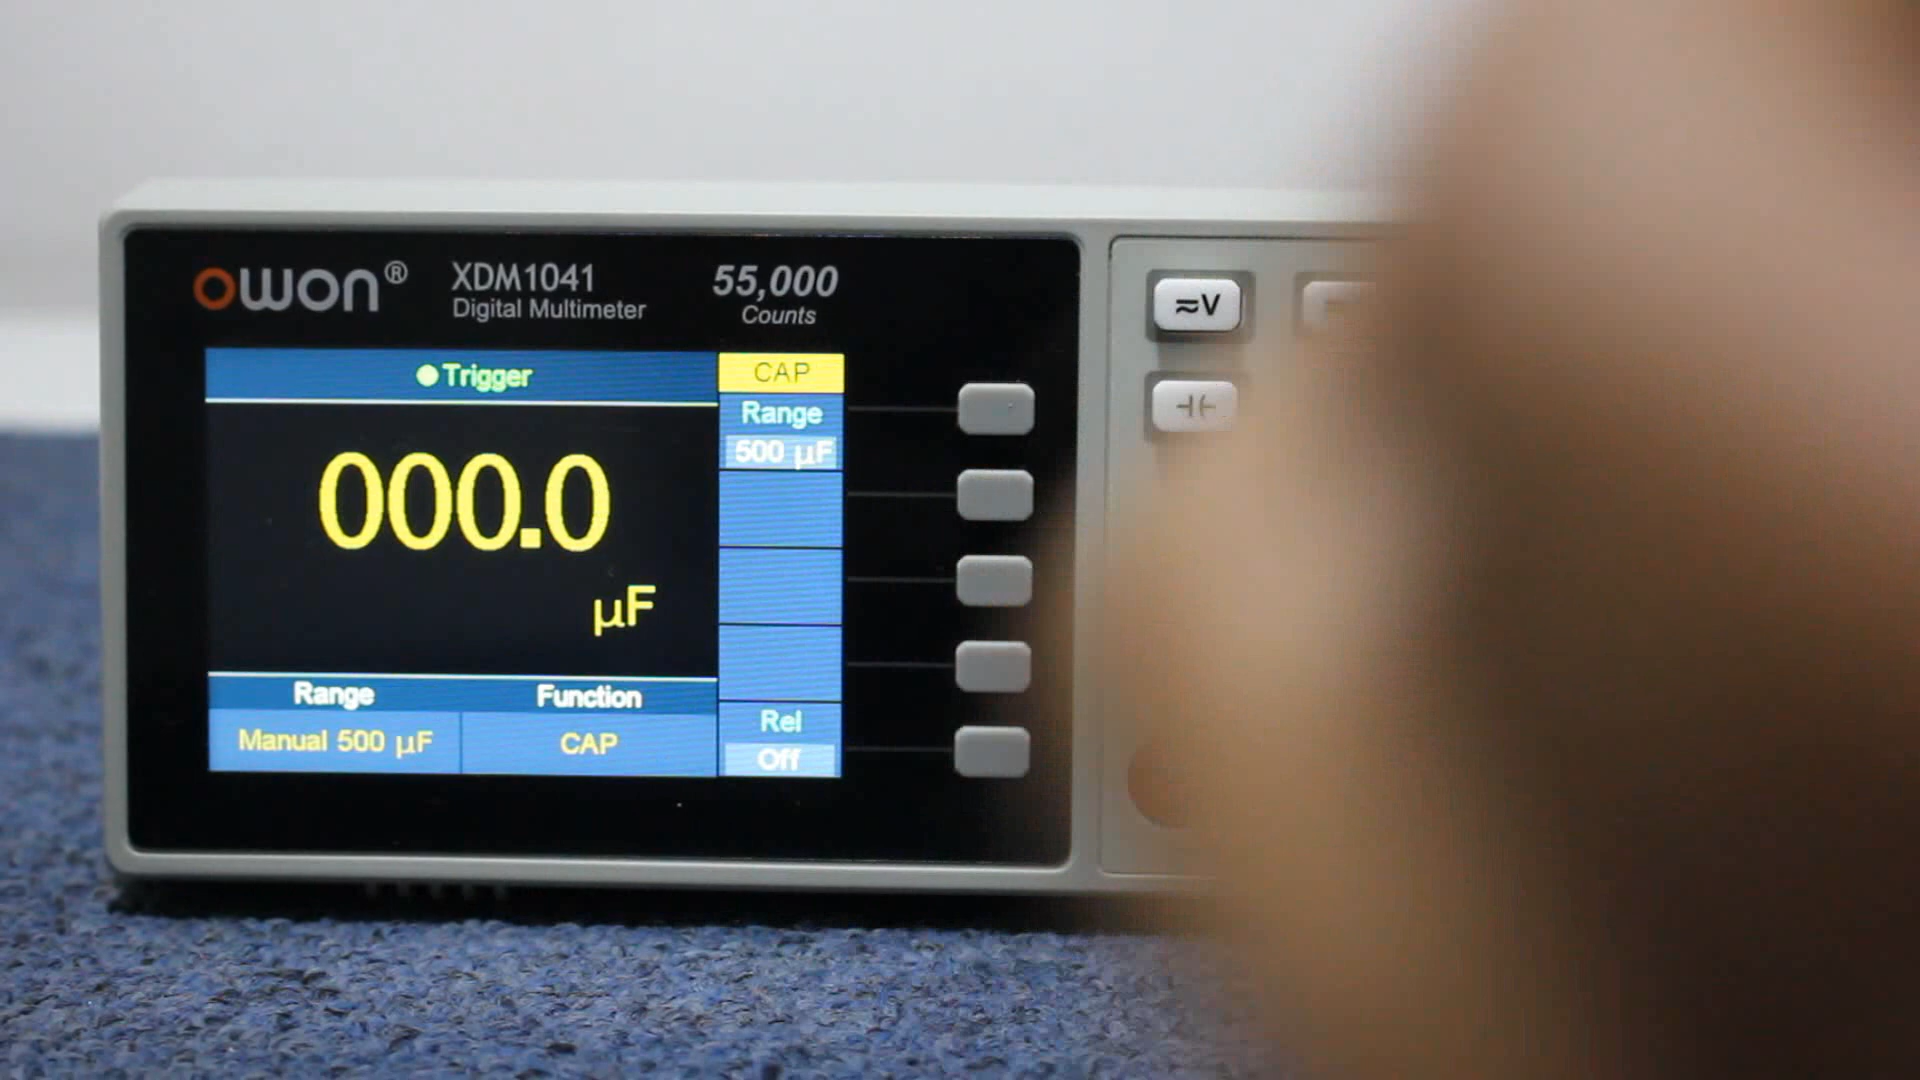 owon® XDM1041 55,000
Digital Multimeter Counts
Trigger CAP
Range
500 µF
000.0
µF
Range Function
Manual 500 µF CAP
Rel
Off
≂V